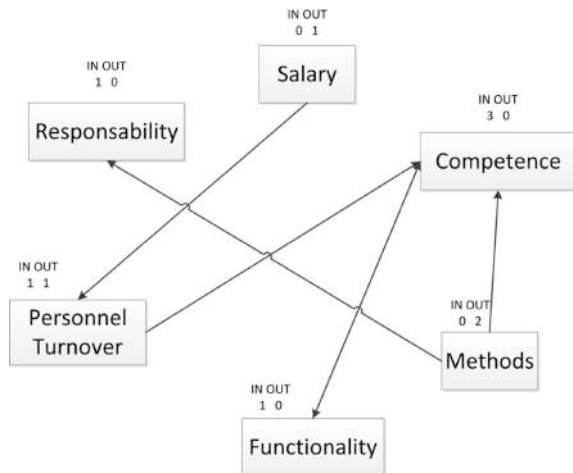 IN OUT
0 1
Salary
IN OUT
1 0
Responsability
IN OUT
3 0
Competence
IN OUT
1 1
Personnel
Turnover
IN OUT
0 2
Methods
IN OUT
1 0
Functionality